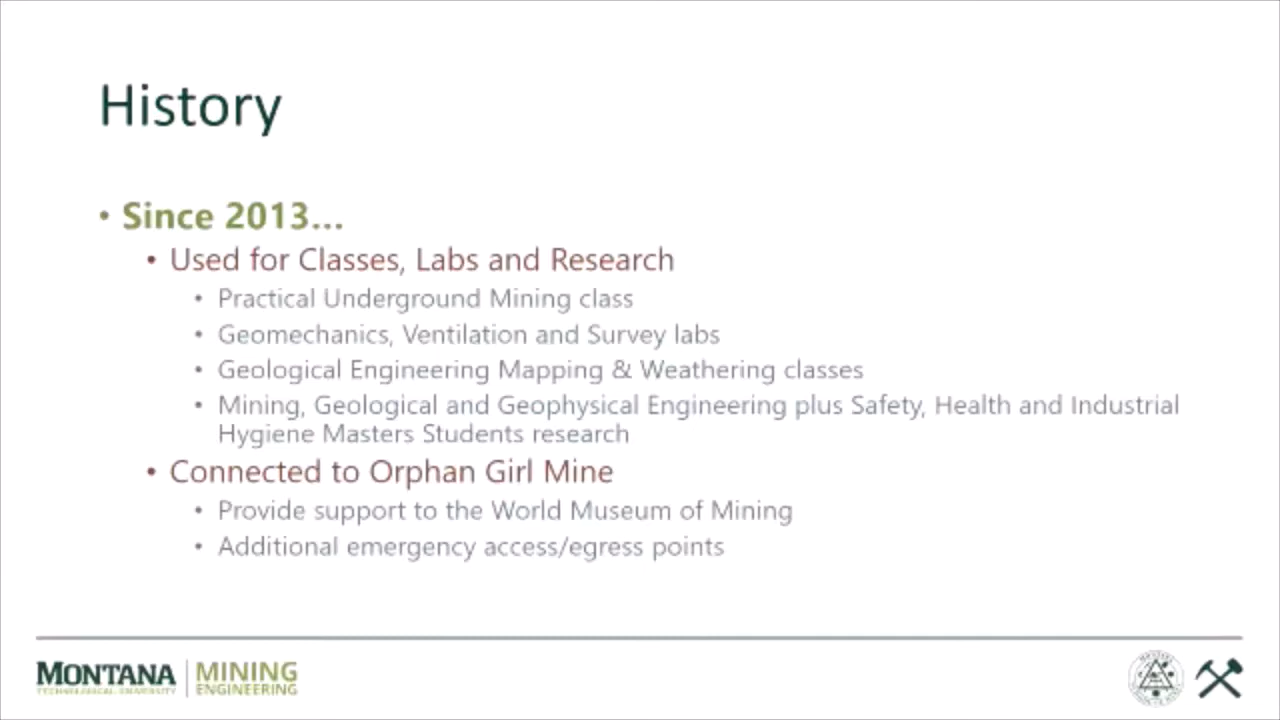 History
• Since 2013...
• Used for Classes, Labs and Research
• Practical Underground Mining class
• Geomechanics, Ventilation and Survey labs
• Geological Engineering Mapping & Weathering classes
• Mining, Geological and Geophysical Engineering plus Safety, Health and Industrial
Hygiene Masters Students research
• Connected to Orphan Girl Mine
• Provide support to the World Museum of Mining
• Additional emergency access/egress points
MONTANA
TECHNOLOGICAL UNIVERSITY
MINING
ENGINEERING